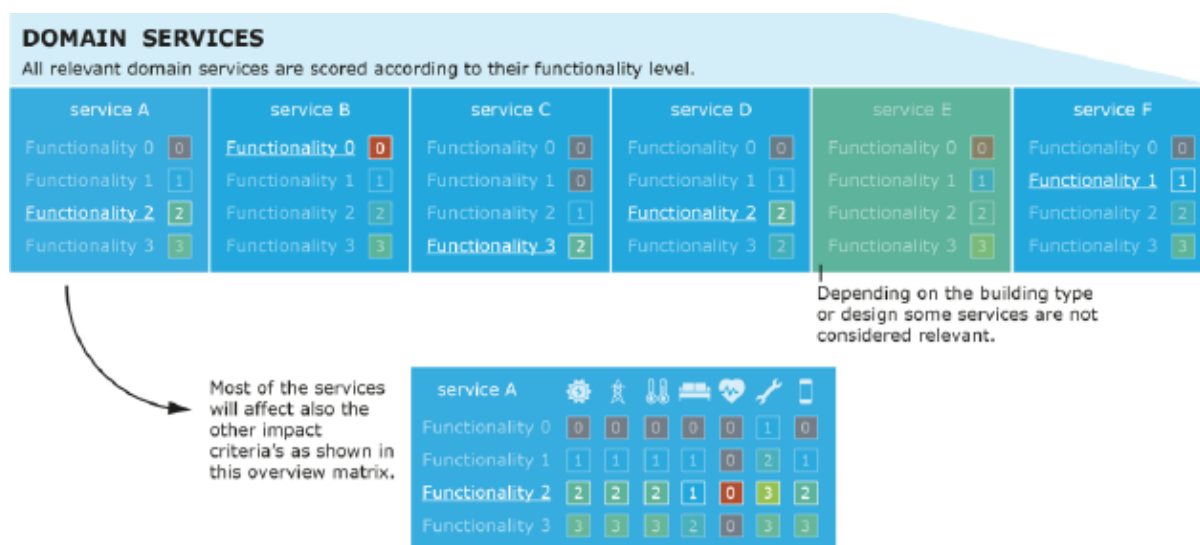 DOMAIN SERVICES
All relevant domain services are scored according to their functionality level.
service A
Functionality 0 0
Functionality 1 1
Functionality 2 2
Functionality 3 3
service B
Functionality 0 0
Functionality 1 1
Functionality 2 2
Functionality 3 3
service C
Functionality 0 0
Functionality 1 0
Functionality 2 1
Functionality 3 2
service D
Functionality 0 0
Functionality 1 1
Functionality 2 2
Functionality 3 2
service E
Functionality 0 0
Functionality 1 1
Functionality 2 2
Functionality 3 3
service F
Functionality 0 0
Functionality 1 1
Functionality 2 2
Functionality 3 3
Depending on the building type
or design some services are not
considered relevant.
Most of the services
will affect also the
other impact
criteria's as shown in
this overview matrix.
service A
Functionality 0 0 0 0 0 0 1 0
Functionality 1 1 1 1 1 0 2 1
Functionality 2 2 2 2 1 0 3 2
Functionality 3 3 3 3 2 0 3 3